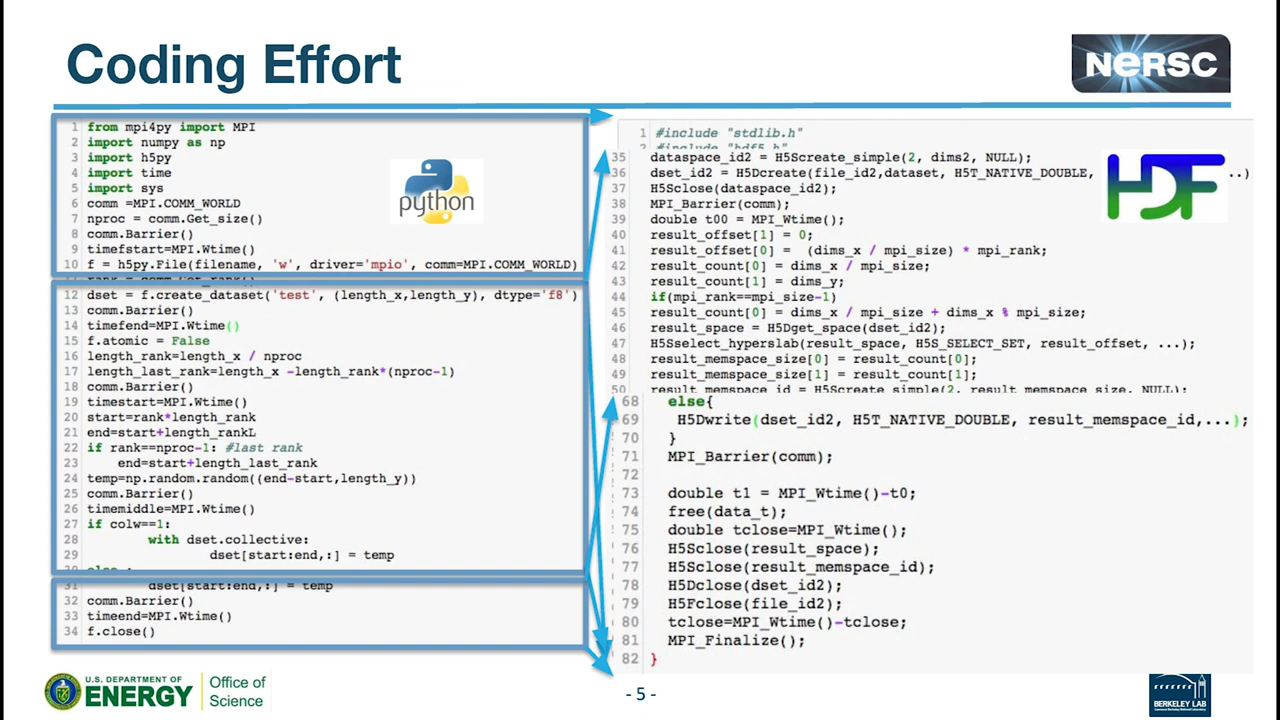 Coding Effort
NERSC
1 from mpi4py import MPI
2 import numpy as np
3 import h5py
4 import time
5 import sys
6 comm =MPI.COMM_WORLD
7 nproc = comm.Get_size()
8 comm.Barrier()
9 timefstart=MPI.Wtime()
10 f = h5py.File(filename, 'w', driver='mpio', comm=MPI.COMM_WORLD)
python
12 dset = f.create_dataset('test', (length_x,length_y), dtype='f8')
13 comm.Barrier()
14 timefend=MPI.Wtime()
15 f.atomic = False
16 length_rank=length_x / nproc
17 length_last_rank=length_x -length_rank*(nproc-1)
18 comm.Barrier()
19 timestart=MPI.Wtime()
20 start=rank*length_rank
21 end=start+length_rankL
22 if rank==nproc-1: #last rank
23 end=start+length_last_rank
24 temp=np.random.random((end-start,length_y))
25 comm.Barrier()
26 timemiddle=MPI.Wtime()
27 if colw==1:
28 with dset.collective:
29 dset[start:end,:] = temp
30 else :
31 dset[start:end,:] = temp
32 comm.Barrier()
33 timeend=MPI.Wtime()
34 f.close()
1 #include "stdlib.h"
2 #include "hdf5.h"
35 dataspace_id2 = H5Screate_simple(2, dims2, NULL);
36 dset_id2 = H5Dcreate(file_id2,dataset, H5T_NATIVE_DOUBLE, ..)
37 H5Sclose(dataspace_id2);
38 MPI_Barrier(comm);
39 double t00 = MPI_Wtime();
40 result_offset[1] = 0;
41 result_offset[0] = (dims_x / mpi_size) * mpi_rank;
42 result_count[0] = dims_x / mpi_size;
43 result_count[1] = dims_y;
44 if(mpi_rank==mpi_size-1)
45 result_count[0] = dims_x / mpi_size + dims_x % mpi_size;
46 result_space = H5Dget_space(dset_id2);
47 H5Sselect_hyperslab(result_space, H5S_SELECT_SET, result_offset, ...);
48 result_memspace_size[0] = result_count[0];
49 result_memspace_size[1] = result_count[1];
50 result_memspace_id = H5Screate_simple(2, result_memspace_size, NULL);
68 else{
69 H5Dwrite(dset_id2, H5T_NATIVE_DOUBLE, result_memspace_id,...);
70 }
71 MPI_Barrier(comm);
72
73 double t1 = MPI_Wtime()-t0;
74 free(data_t);
75 double tclose=MPI_Wtime();
76 H5Sclose(result_space);
77 H5Sclose(result_memspace_id);
78 H5Dclose(dset_id2);
79 H5Fclose(file_id2);
80 tclose=MPI_Wtime()-tclose;
81 MPI_Finalize();
82 }
HDF
U.S. DEPARTMENT OF
ENERGY
Office of
Science
- 5 -
BERKELEY LAB